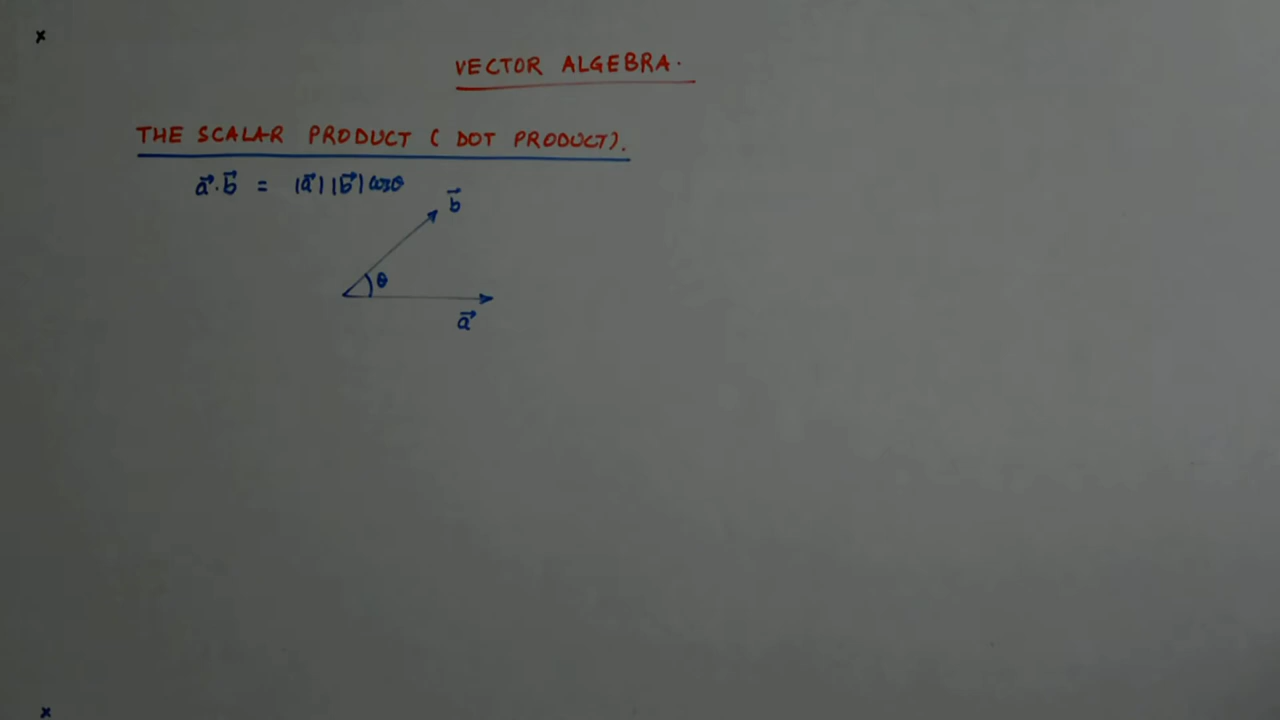 x
VECTOR ALGEBRA.
THE SCALAR PRODUCT ( DOT PRODUCT).
a⃗·b⃗ = |a⃗||b⃗| cosθ
b⃗
θ
a⃗
x